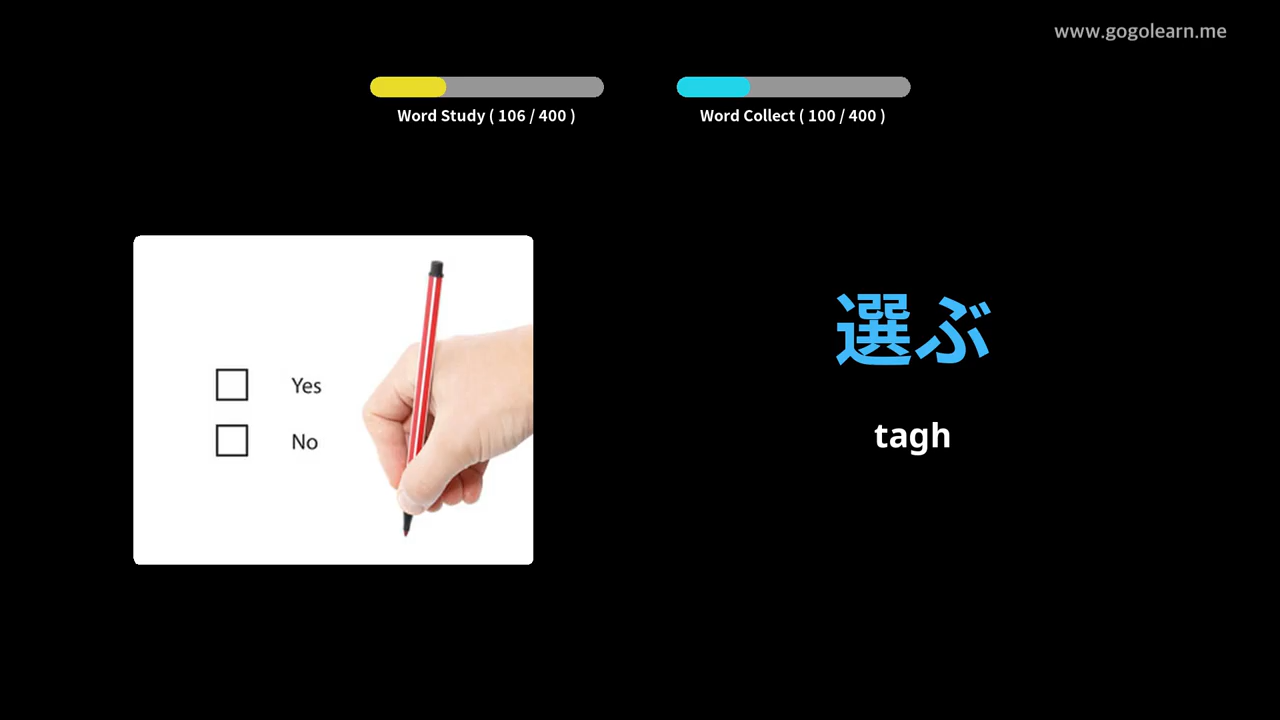 www.gogolearn.me
Word Study ( 106 / 400 )
Word Collect ( 100 / 400 )
Yes
No
選ぶ
tagh